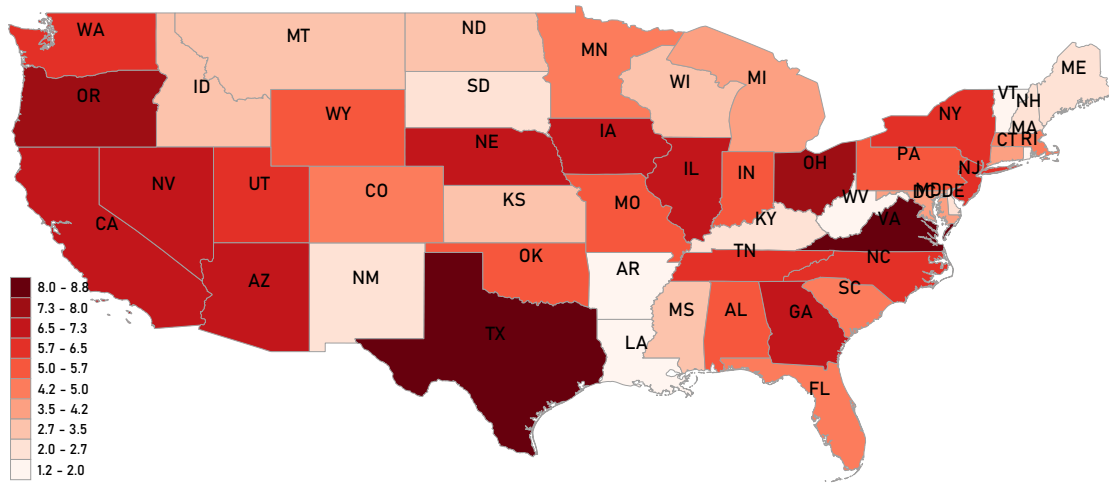 WA
MT
ND
MN
ME
OR
ID
SD
WI
MI
VT
NH
WY
NY
MA
CT
RI
NE
IA
PA
NV
UT
CO
IL
IN
OH
NJ
KS
MO
MD
DE
DC
WV
KY
VA
CA
TN
NC
OK
AR
AZ
NM
SC
MS
AL
GA
TX
LA
FL
8.0 - 8.8
7.3 - 8.0
6.5 - 7.3
5.7 - 6.5
5.0 - 5.7
4.2 - 5.0
3.5 - 4.2
2.7 - 3.5
2.0 - 2.7
1.2 - 2.0